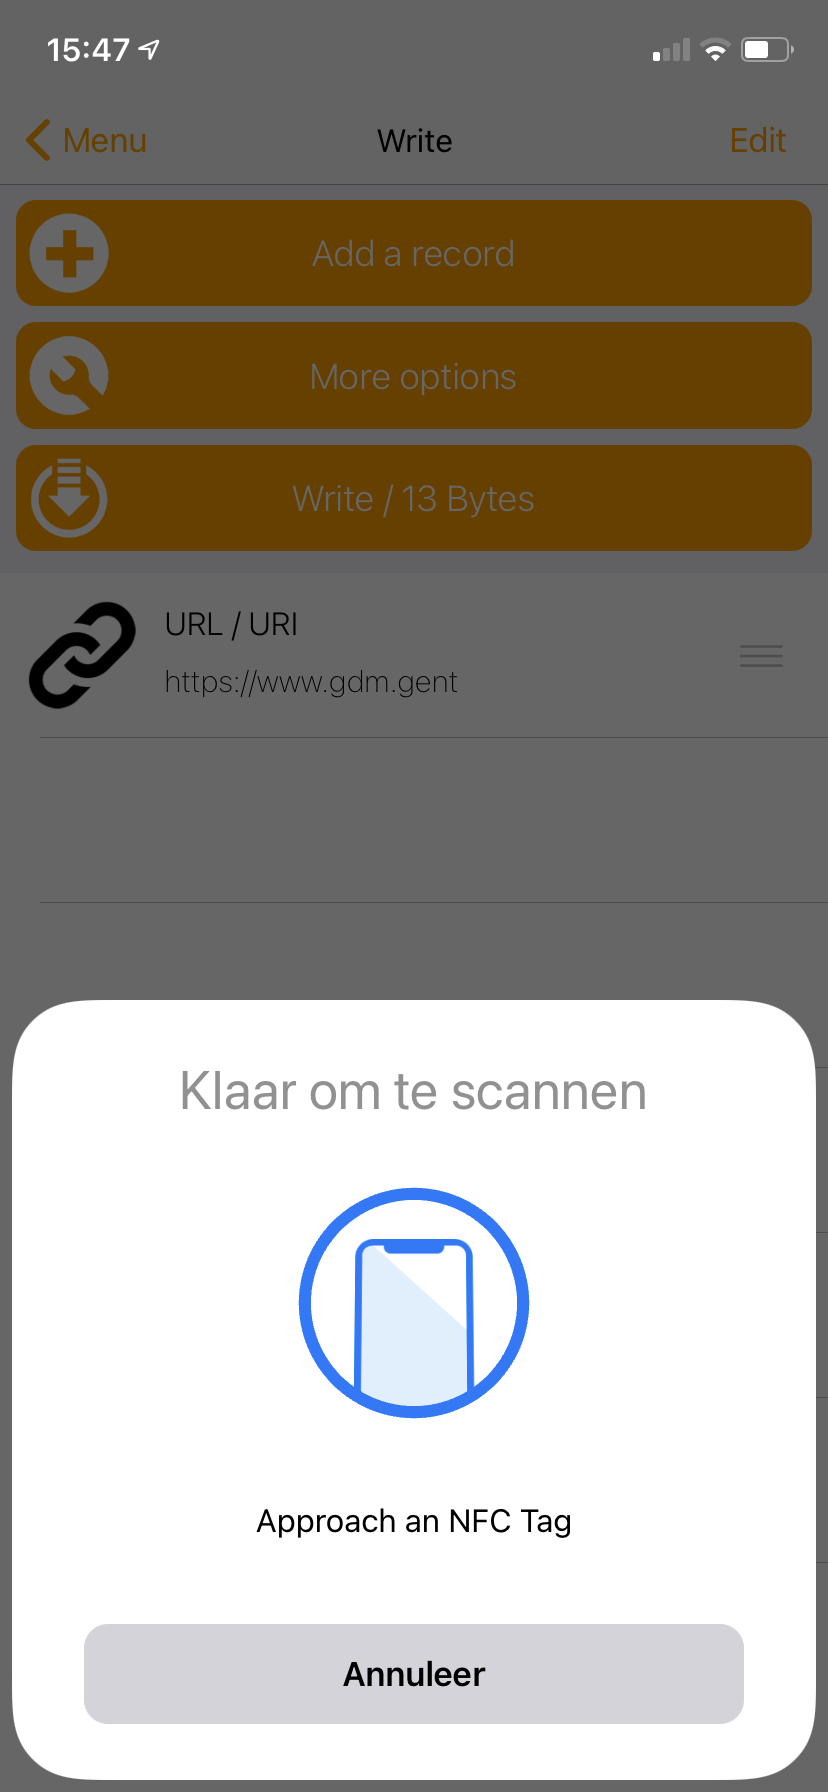 15:47
Menu
Write
Edit
Add a record
More options
Write / 13 Bytes
URL / URI
https://www.gdm.gent
Klaar om te scannen
Approach an NFC Tag
Annuleer